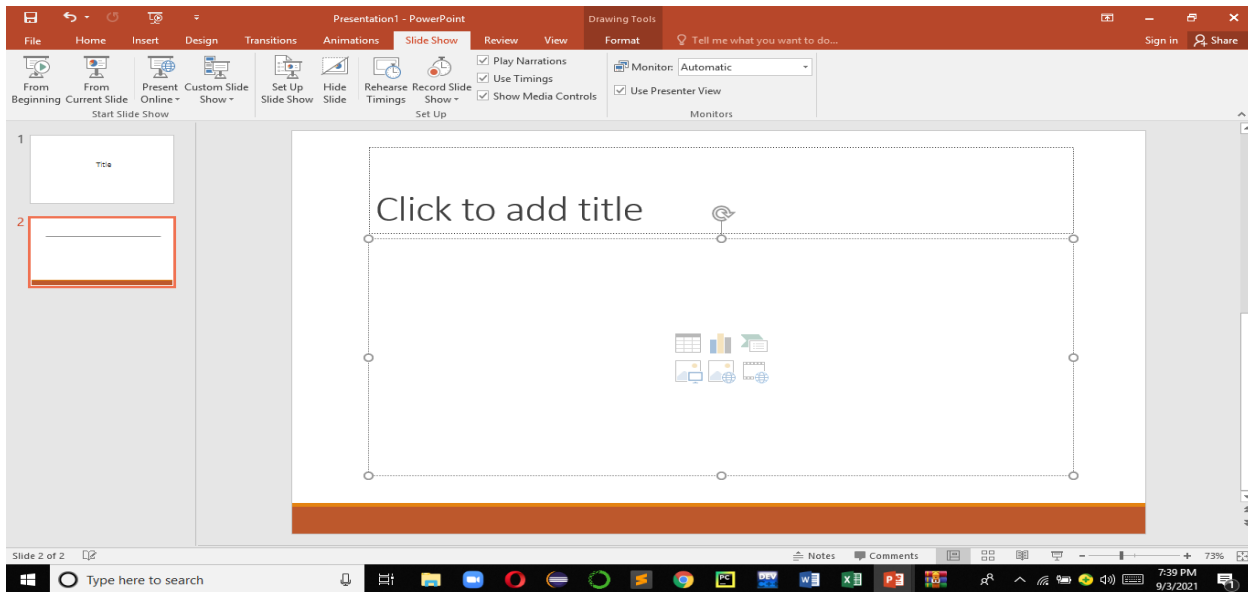 Presentation1 - PowerPoint
Drawing Tools
File Home Insert Design Transitions Animations Slide Show Review View Format Tell me what you want to do... Sign in Share
From Beginning
From Current Slide
Present Online
Custom Slide Show
Start Slide Show
Set Up Slide Show
Hide Slide
Rehearse Timings
Record Slide Show
Play Narrations
Use Timings
Show Media Controls
Set Up
Monitor: Automatic
Use Presenter View
Monitors
1
Title
2
Click to add title
Slide 2 of 2
Notes Comments 73%
Type here to search
PC
DEV
7:39 PM
9/3/2021
1